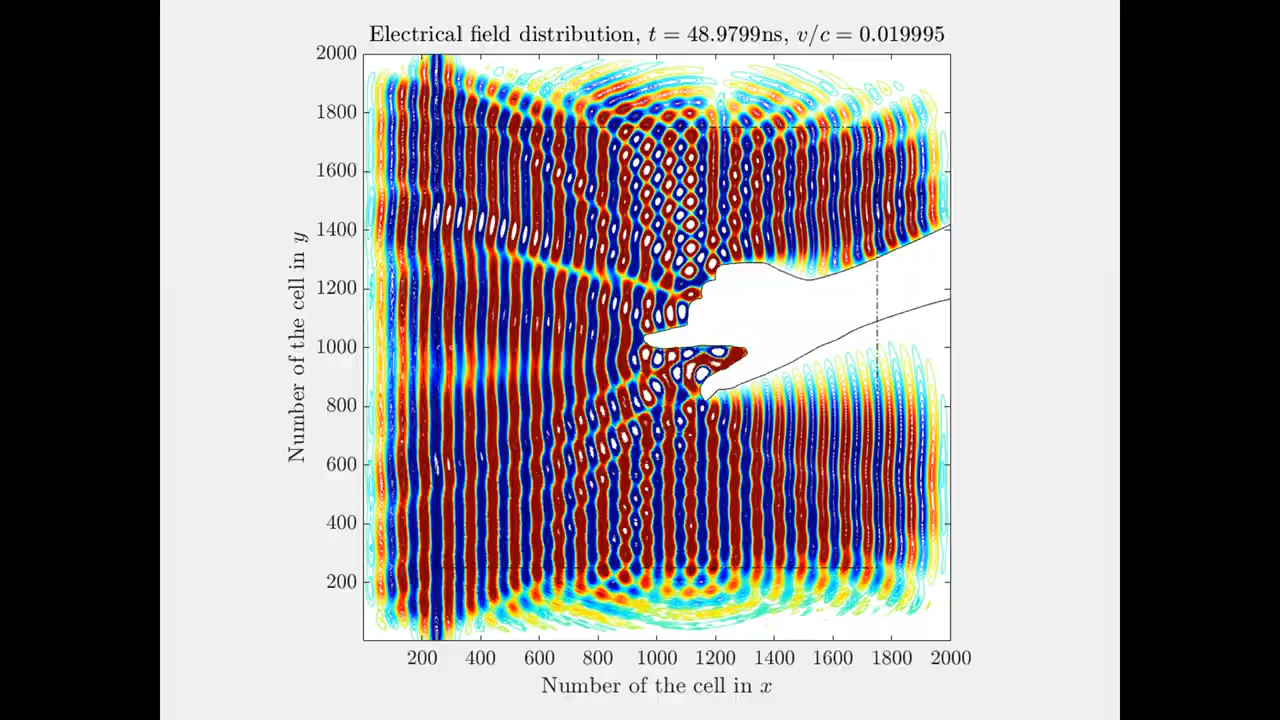 Electrical field distribution, t = 48.9799ns, v/c = 0.019995
2000
1800
1600
1400
1200
1000
800
600
400
200
Number of the cell in y
200 400 600 800 1000 1200 1400 1600 1800 2000
Number of the cell in x